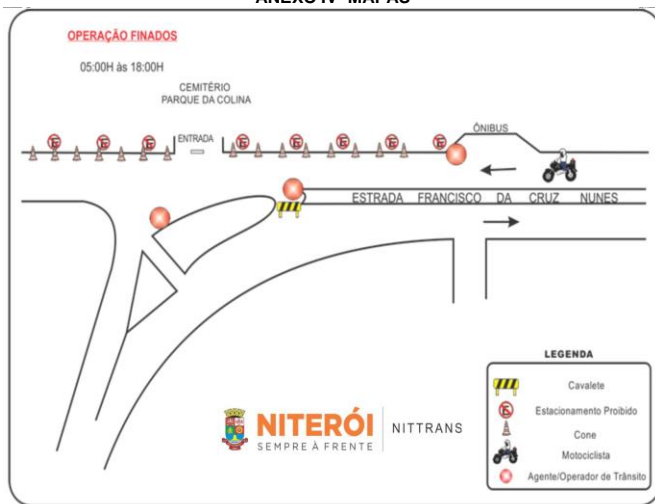 ANEXO IV MAPAS
OPERAÇÃO FINADOS
05:00H às 18:00H
CEMITÉRIO
PARQUE DA COLINA
ENTRADA
ÔNIBUS
ESTRADA FRANCISCO DA CRUZ NUNES
LEGENDA
Cavalete
Estacionamento Proibido
Cone
Motociclista
Agente/Operador de Trânsito
NITERÓI
SEMPRE À FRENTE
NITTRANS